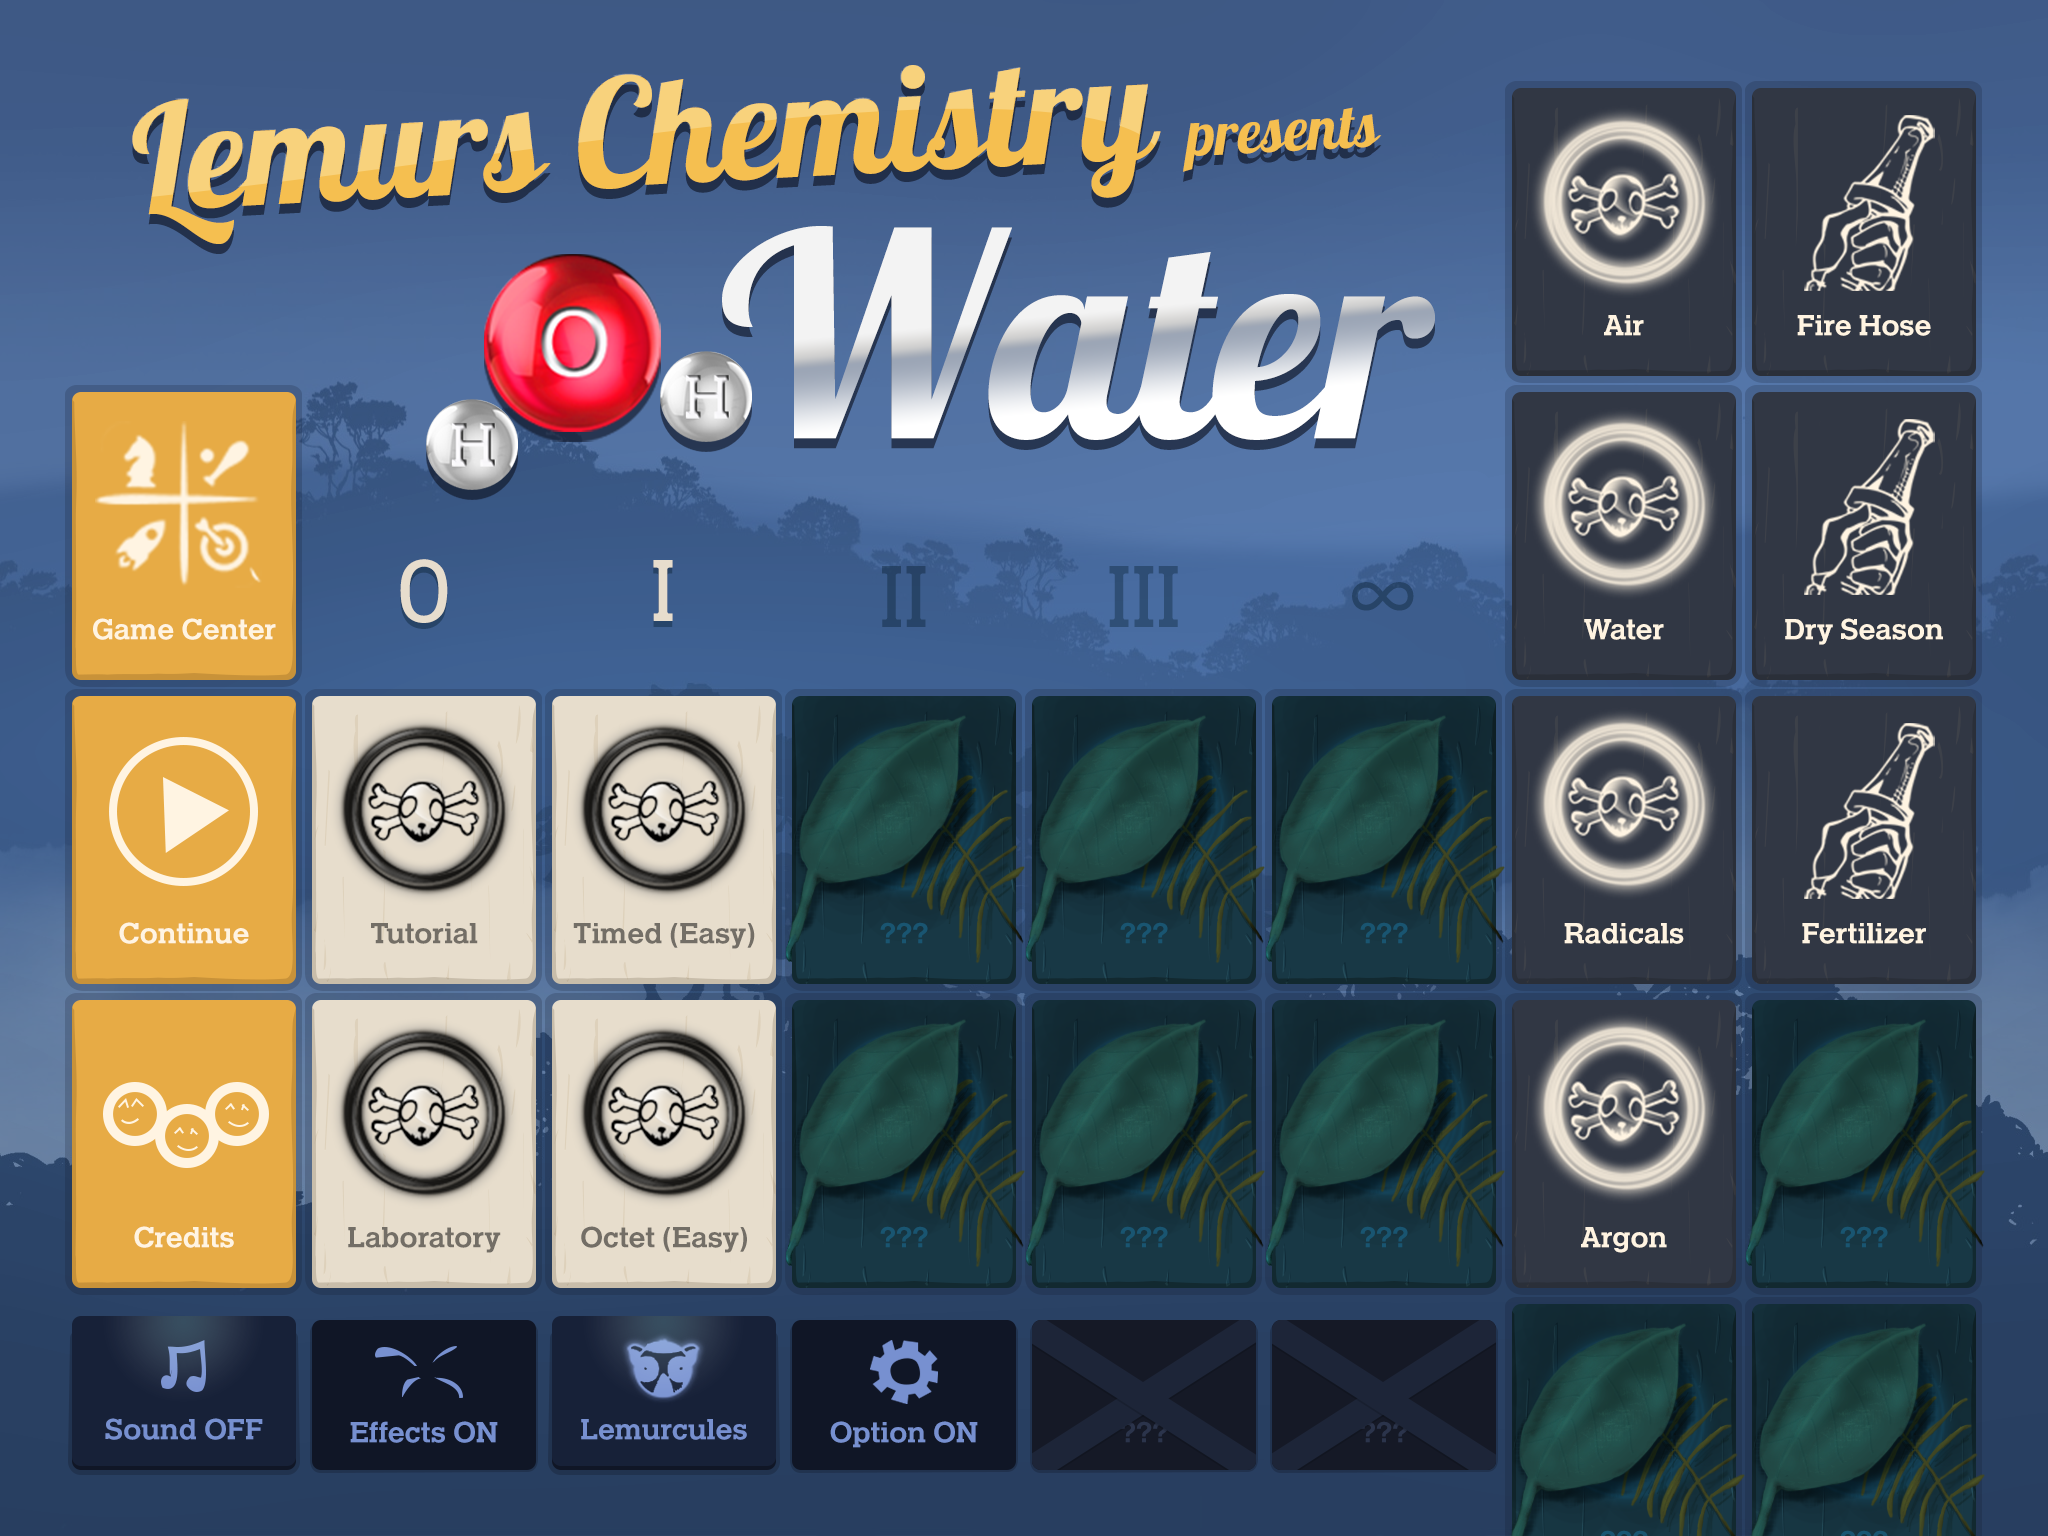 Lemurs Chemistry presents
Water
O
H
H
Air
Fire Hose
Game Center
O
I
II
III
∞
Water
Dry Season
Continue
Tutorial
Timed (Easy)
???
???
???
Radicals
Fertilizer
Credits
Laboratory
Octet (Easy)
???
???
???
Argon
???
Sound OFF
Effects ON
Lemurcules
Option ON
???
???
???
???